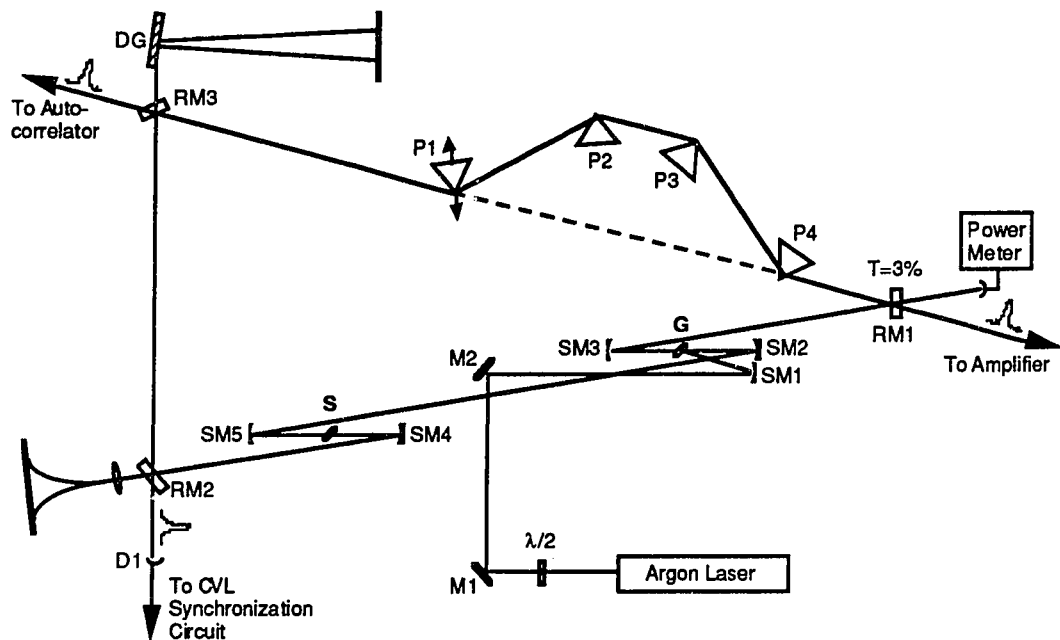 DG
To Auto-
correlator
RM3
P1
P2
P3
P4
Power
Meter
T=3%
RM1
To Amplifier
G
SM3
SM2
SM1
M2
S
SM5
SM4
RM2
D1
To CVL
Synchronization
Circuit
λ/2
M1
Argon Laser